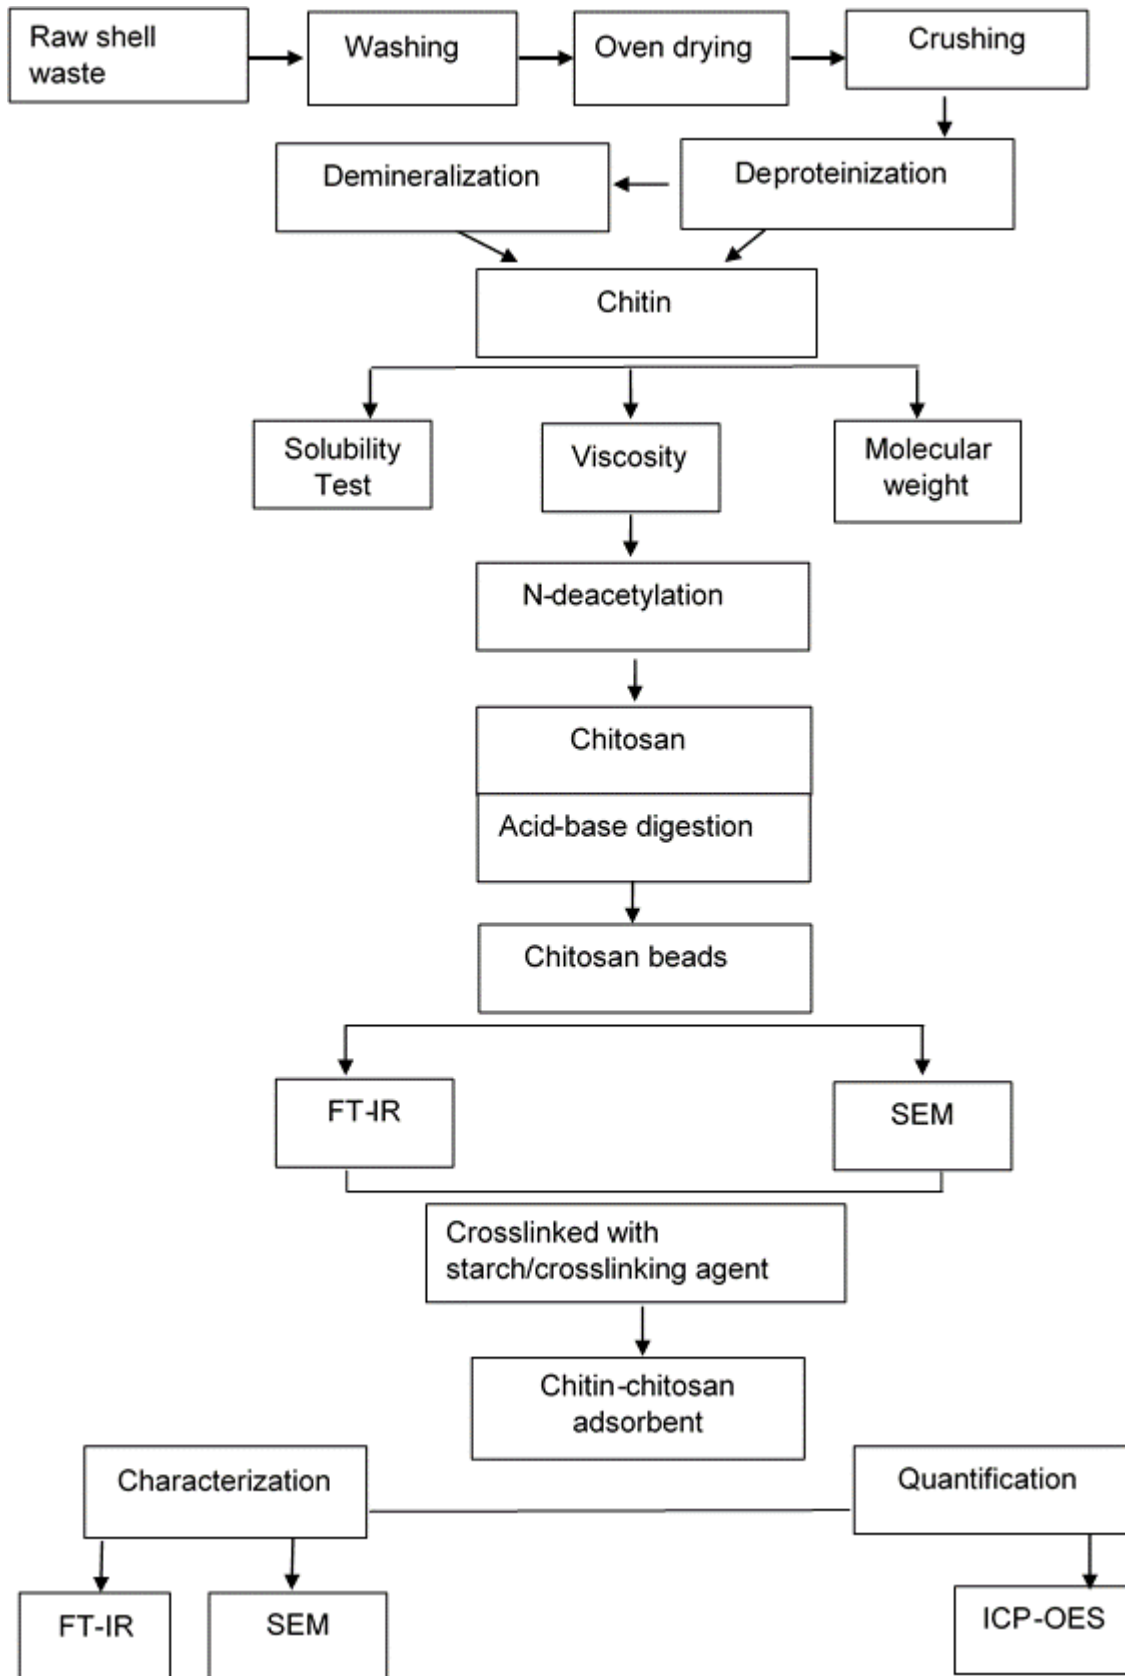 Raw shell
waste
Washing
Oven drying
Crushing
Demineralization
Deproteinization
Chitin
Solubility
Test
Viscosity
Molecular
weight
N-deacetylation
Chitosan
Acid-base digestion
Chitosan beads
FT-IR
SEM
Crosslinked with
starch/crosslinking agent
Chitin-chitosan
adsorbent
Characterization
Quantification
FT-IR
SEM
ICP-OES